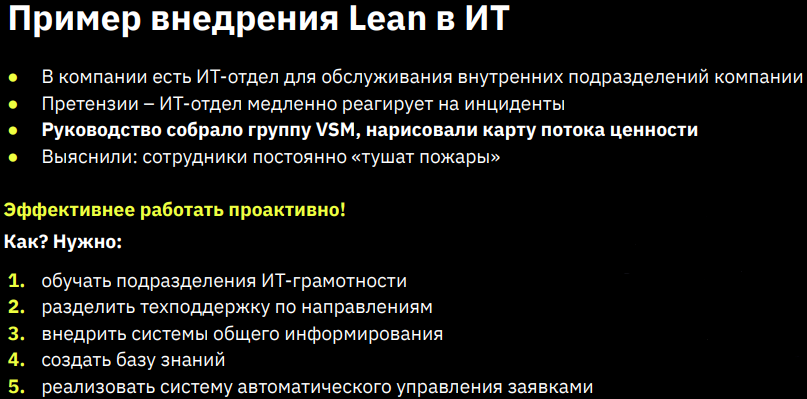 Пример внедрения Lean в ИТ
● В компании есть ИТ-отдел для обслуживания внутренних подразделений компании
● Претензии – ИТ-отдел медленно реагирует на инциденты
● Руководство собрало группу VSM, нарисовали карту потока ценности
● Выяснили: сотрудники постоянно «тушат пожары»
Эффективнее работать проактивно!
Как? Нужно:
1. обучать подразделения ИТ-грамотности
2. разделить техподдержку по направлениям
3. внедрить системы общего информирования
4. создать базу знаний
5. реализовать систему автоматического управления заявками